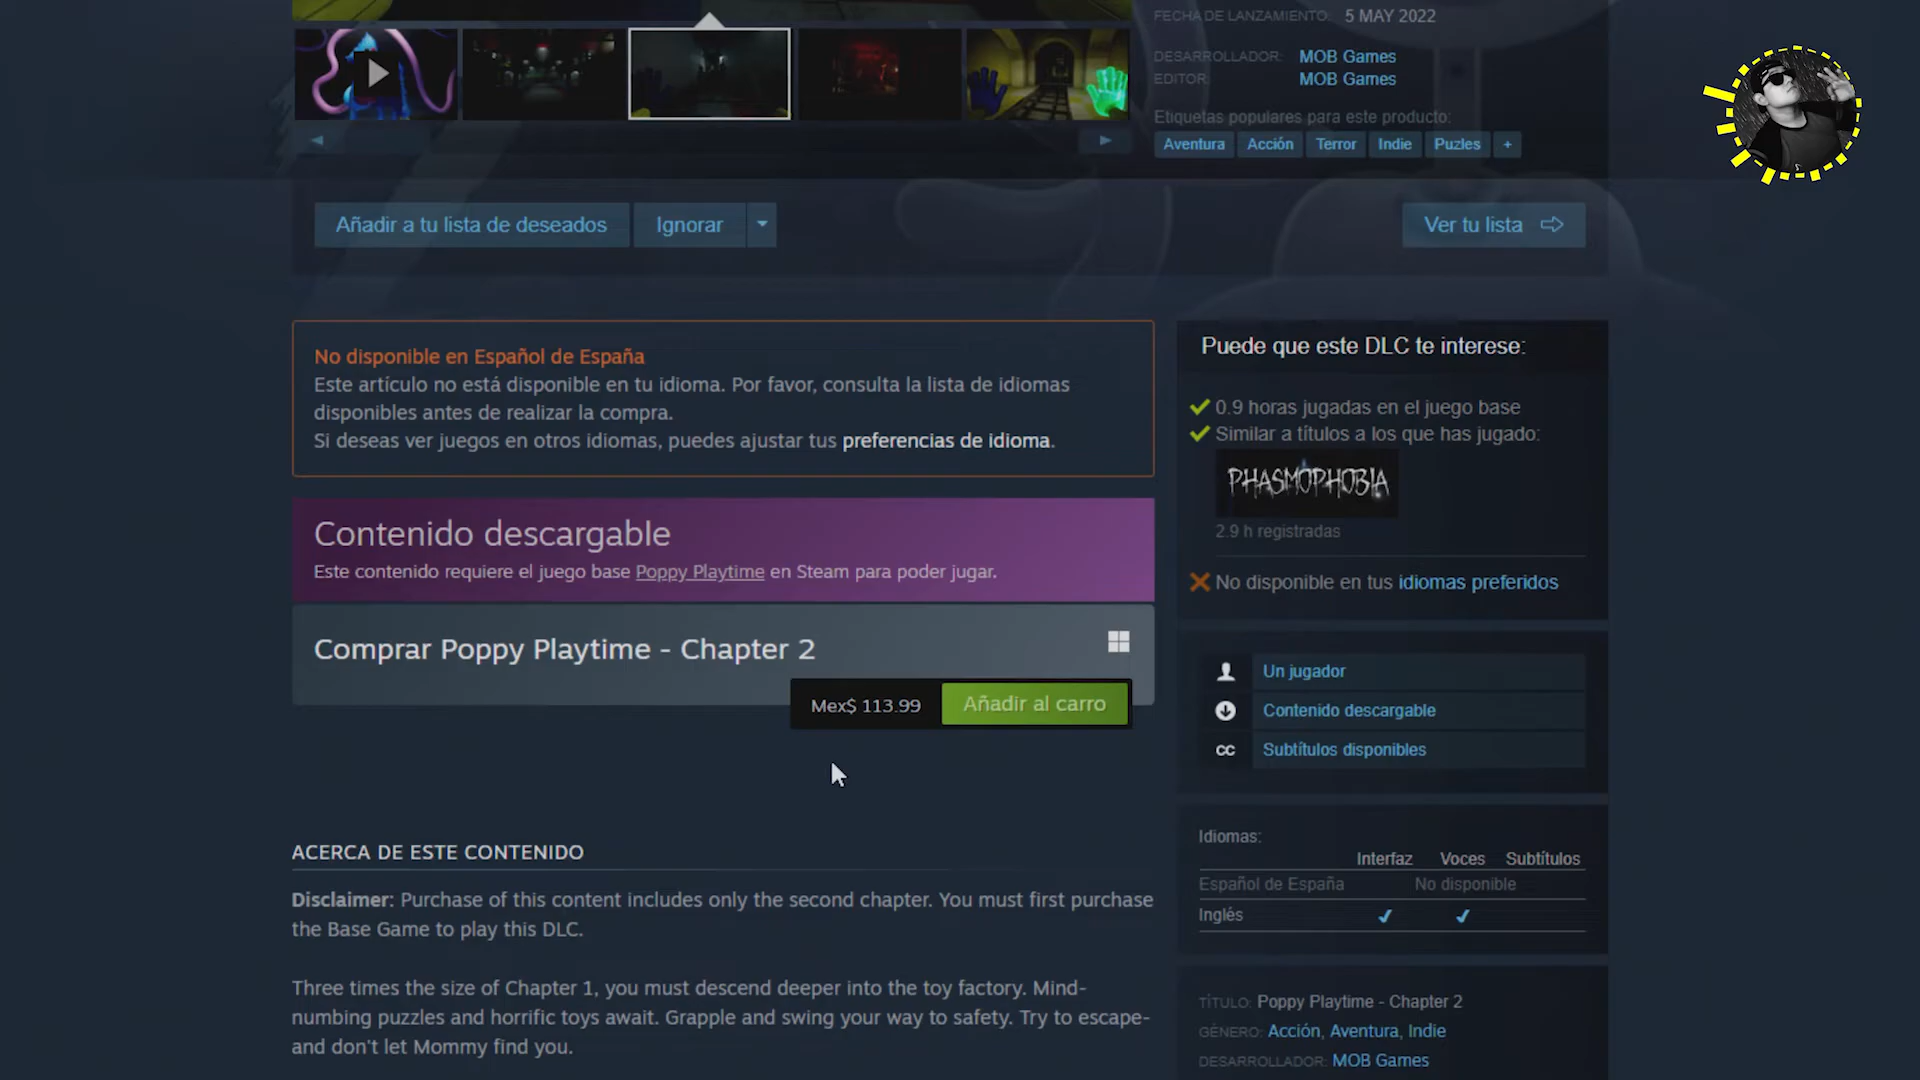 FECHA DE LANZAMIENTO: 5 MAY 2022
DESARROLLADOR: MOB Games
EDITOR: MOB Games
Etiquetas populares para este producto:
Aventura Acción Terror Indie Puzles +
Añadir a tu lista de deseados Ignorar Ver tu lista
No disponible en Español de España
Este artículo no está disponible en tu idioma. Por favor, consulta la lista de idiomas
disponibles antes de realizar la compra.
Si deseas ver juegos en otros idiomas, puedes ajustar tus preferencias de idioma.
Contenido descargable
Este contenido requiere el juego base Poppy Playtime en Steam para poder jugar.
Comprar Poppy Playtime - Chapter 2
Mex$ 113.99 Añadir al carro
ACERCA DE ESTE CONTENIDO
Disclaimer: Purchase of this content includes only the second chapter. You must first purchase
the Base Game to play this DLC.
Three times the size of Chapter 1, you must descend deeper into the toy factory. Mind-
numbing puzzles and horrific toys await. Grapple and swing your way to safety. Try to escape-
and don't let Mommy find you.
Puede que este DLC te interese:
0.9 horas jugadas en el juego base
Similar a títulos a los que has jugado:
PHASMOPHOBIA
2.9 h registradas
No disponible en tus idiomas preferidos
Un jugador
Contenido descargable
CC Subtítulos disponibles
Idiomas:
Interfaz Voces Subtítulos
Español de España No disponible
Inglés ✔ ✔
TÍTULO: Poppy Playtime - Chapter 2
GÉNERO: Acción, Aventura, Indie
DESARROLLADOR: MOB Games